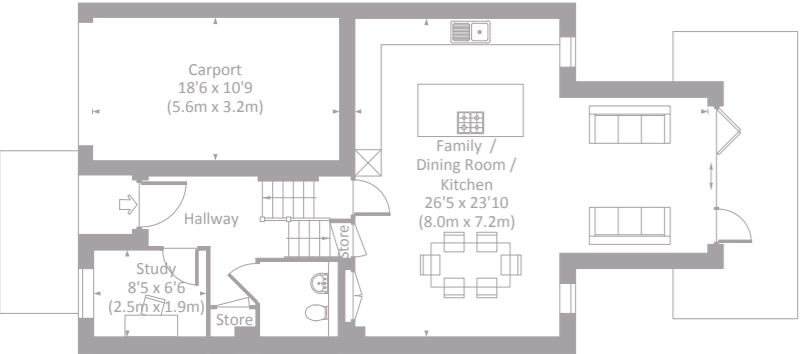 Carport
18'6 x 10'9
(5.6m x 3.2m)
Family /
Dining Room /
Kitchen
26'5 x 23'10
(8.0m x 7.2m)
Hallway
Store
Study
8'5 x 6'6
(2.5m x 1.9m)
Store